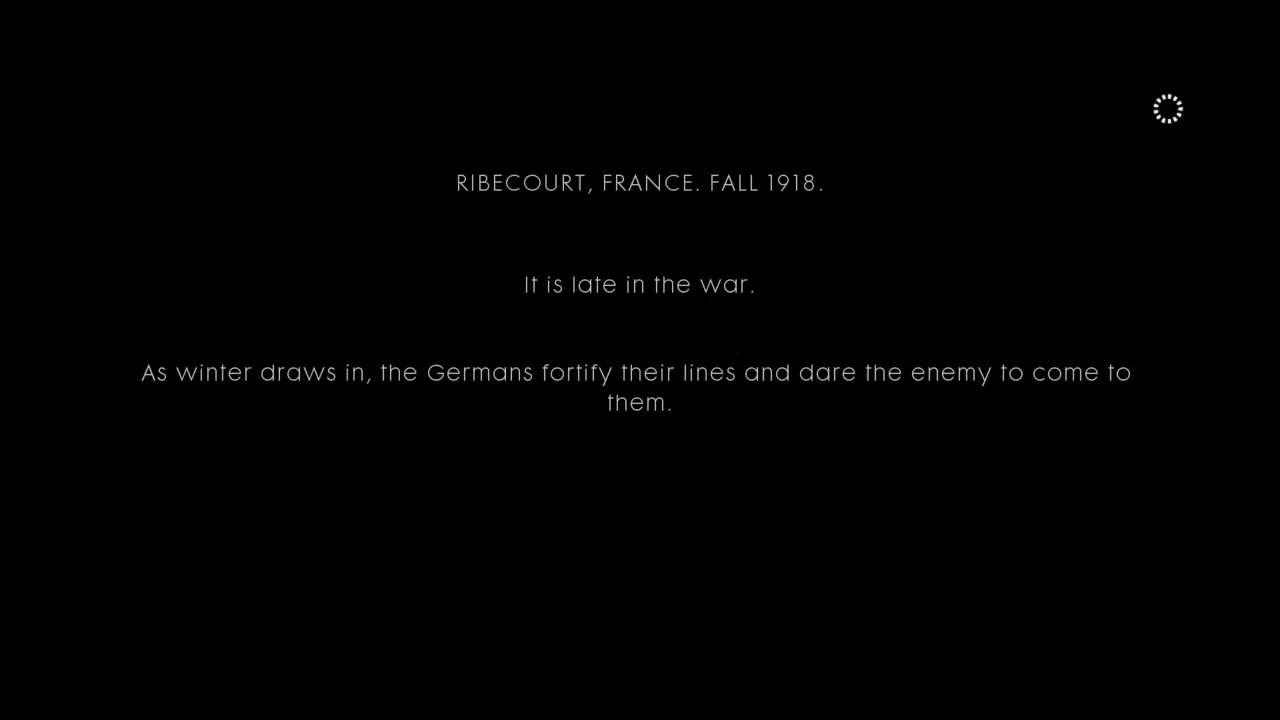 RIBECOURT, FRANCE. FALL 1918.
It is late in the war.
As winter draws in, the Germans fortify their lines and dare the enemy to come to
them.